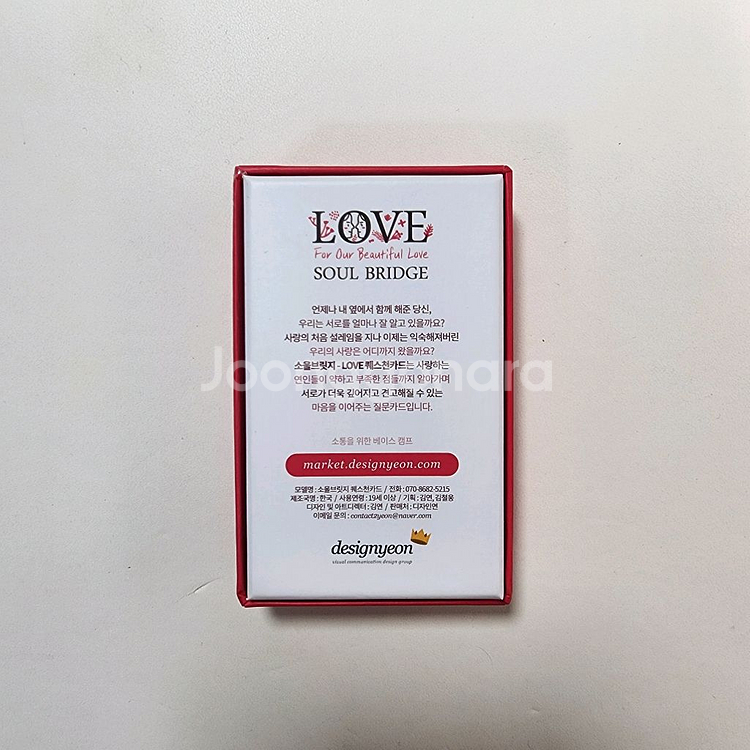 LOVE
For Our Beautiful Love
SOUL BRIDGE
언제나 내 옆에서 함께 해준 당신,
우리는 서로를 얼마나 잘 알고 있을까요?
사랑의 처음 설레임을 지나 이제는 익숙해져버린
우리의 사랑은 어디까지 왔을까요?
소울브릿지 - LOVE 퀘스천카드는 사랑하는
연인들이 약하고 부족한 점들까지 알아가며
서로가 더욱 깊어지고 견고해질 수 있는
마음을 이어주는 질문카드입니다.
소통을 위한 베이스 캠프
market.designyeon.com
모델명 : 소울브릿지 퀘스천카드 / 전화 : 070-8682-5215
제조국명 : 한국 / 사용연령 : 19세 이상 / 기획 : 김연, 김철웅
디자인 및 아트디렉터 : 김연 / 판매처 : 디자인연
이메일 문의 : contact2yeon@naver.com
designyeon
visual communication design group